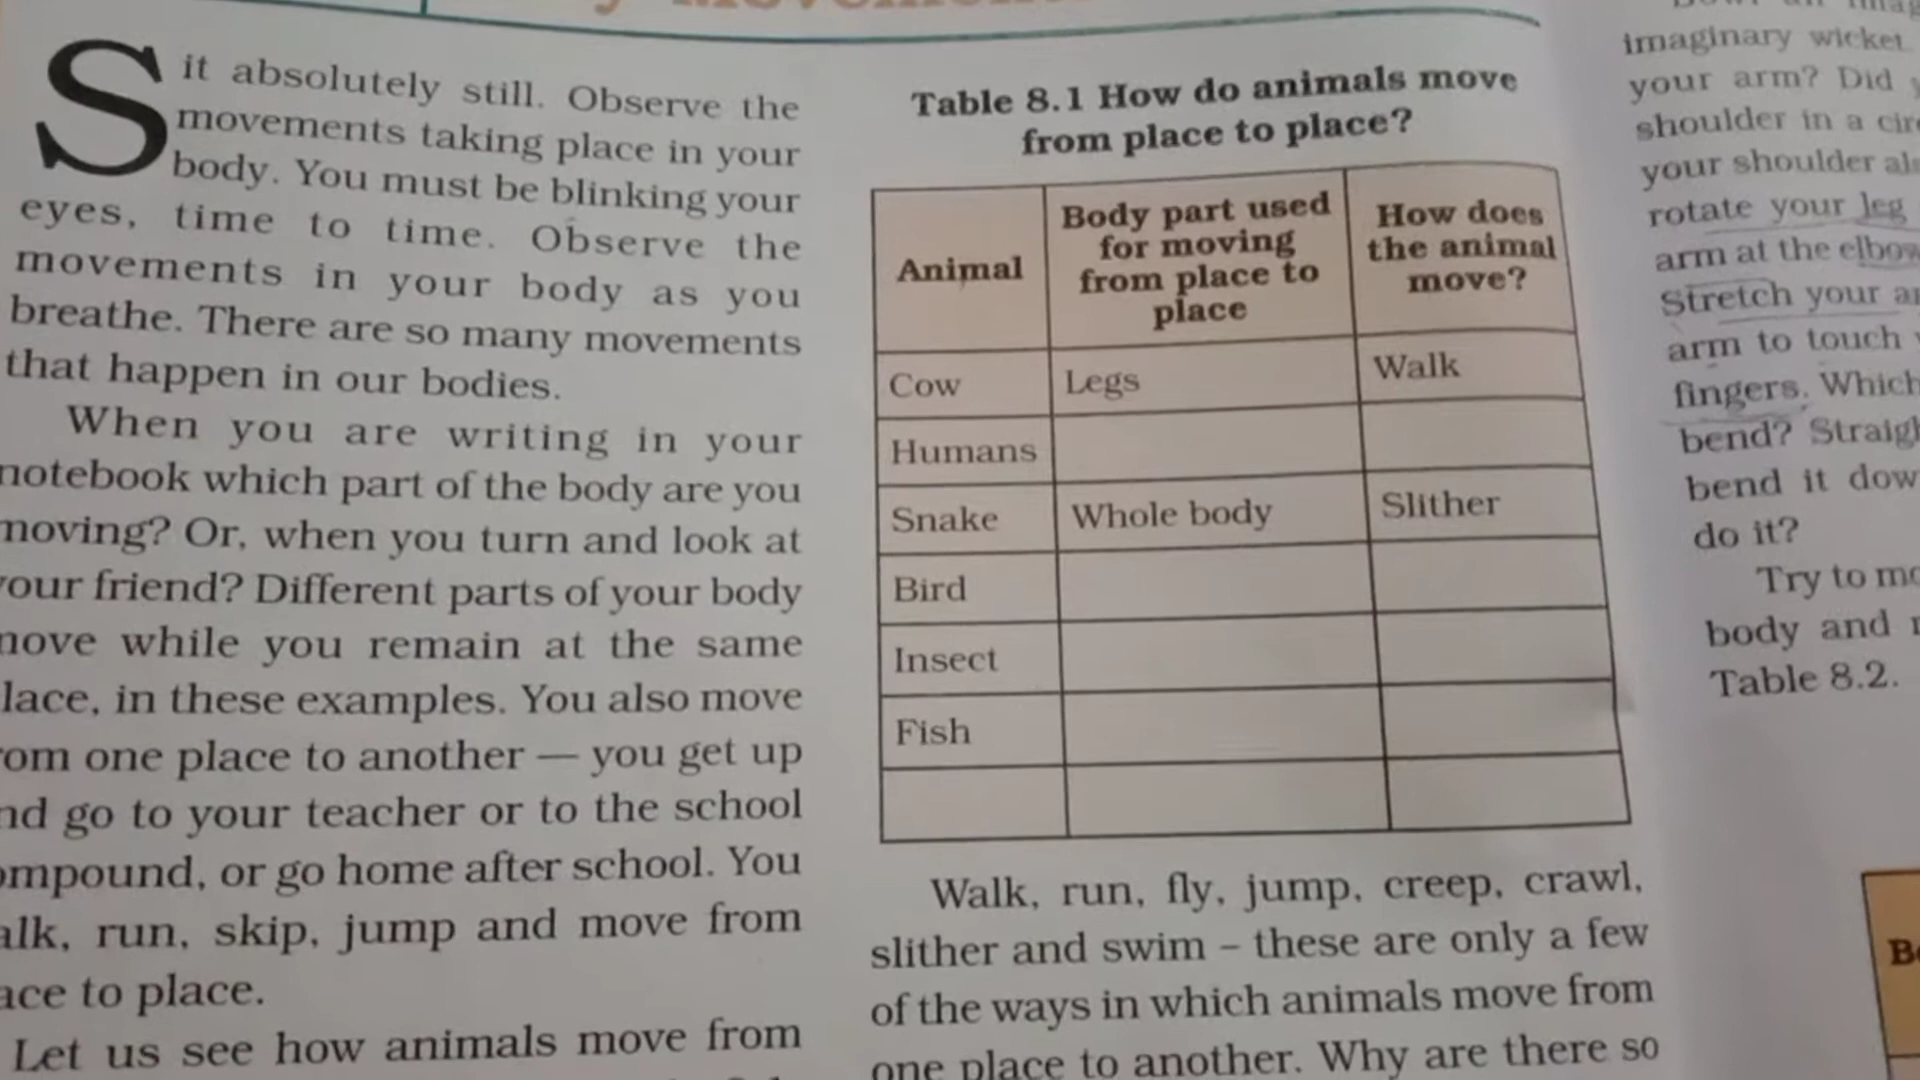 Sit absolutely still. Observe the
movements taking place in your
body. You must be blinking your
eyes, time to time. Observe the
movements in your body as you
breathe. There are so many movements
that happen in our bodies.
When you are writing in your
notebook which part of the body are you
moving? Or, when you turn and look at
your friend? Different parts of your body
move while you remain at the same
lace, in these examples. You also move
om one place to another — you get up
nd go to your teacher or to the school
ompound, or go home after school. You
alk, run, skip, jump and move from
ace to place.
Let us see how animals move from
Table 8.1 How do animals move
from place to place?
Animal | Body part used for moving from place to place | How does the animal move?
Cow | Legs | Walk
Humans
Snake | Whole body | Slither
Bird
Insect
Fish
Walk, run, fly, jump, creep, crawl,
slither and swim – these are only a few
of the ways in which animals move from
one place to another. Why are there so
imaginary wicket.
your arm? Did
shoulder in a
your shoulder
rotate your leg
arm at the elbow
Stretch your
arm to touch
fingers. Which
bend?
bend it
do it?
Try to
body and
Table 8.2.